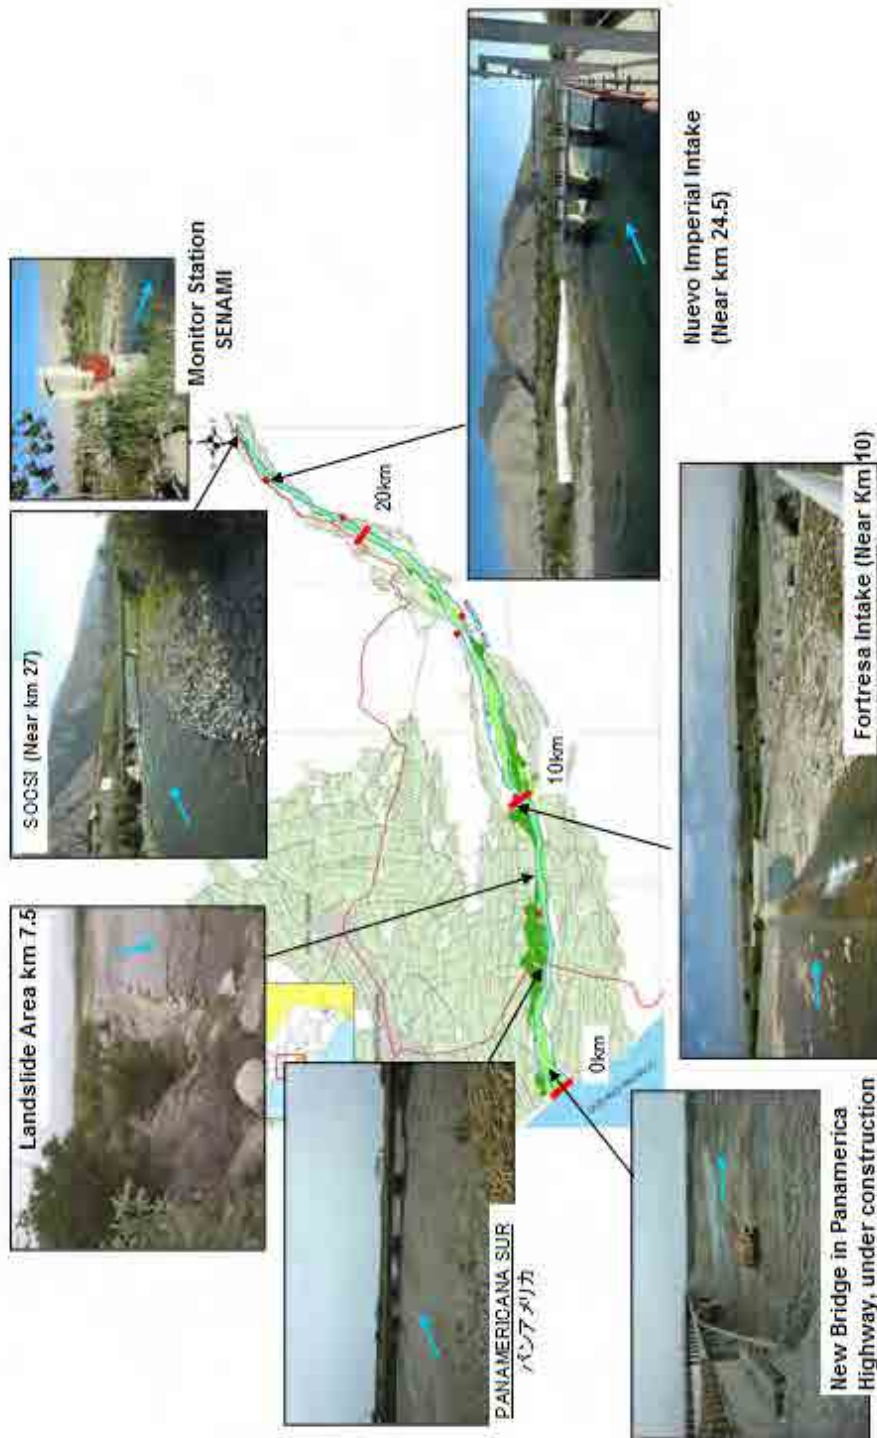 Landslide Area km 7.5
SOCSI (Near km 27)
Monitor Station
SENAMI
PANAMERICANA SUR
パンアメリカ
0km
10km
20km
New Bridge in Panamerica
Highway, under construction
Fortresa Intake (Near Km 10)
Nuevo Imperial Intake
(Near km 24.5)